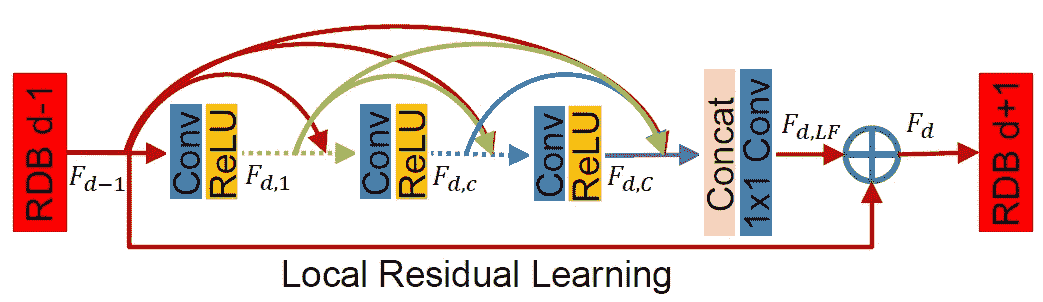 RDB d-1
F_{d-1}
Conv
ReLU
F_{d,1}
Conv
ReLU
F_{d,c}
Conv
ReLU
F_{d,C}
Concat
1x1 Conv
F_{d,LF}
F_d
RDB d+1
Local Residual Learning